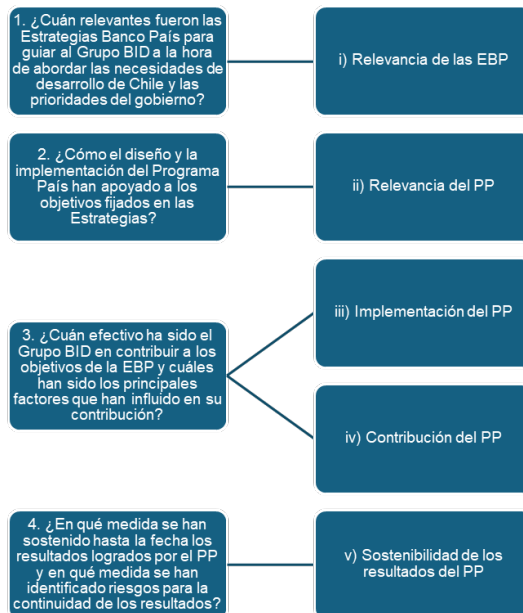 1. ¿Cuán relevantes fueron las
Estrategias Banco País para
guiar al Grupo BID a la hora
de abordar las necesidades de
desarrollo de Chile y las
prioridades del gobierno?
i) Relevancia de las EBP
2. ¿Cómo el diseño y la
implementación del Programa
País han apoyado a los
objetivos fijados en las
Estrategias?
ii) Relevancia del PP
3. ¿Cuán efectivo ha sido el
Grupo BID en contribuir a los
objetivos de la EBP y cuáles
han sido los principales
factores que han influido en su
contribución?
iii) Implementación del PP
iv) Contribución del PP
4. ¿En qué medida se han
sostenido hasta la fecha los
resultados logrados por el PP
y en qué medida se han
identificado riesgos para la
continuidad de los resultados?
v) Sostenibilidad de los
resultados del PP